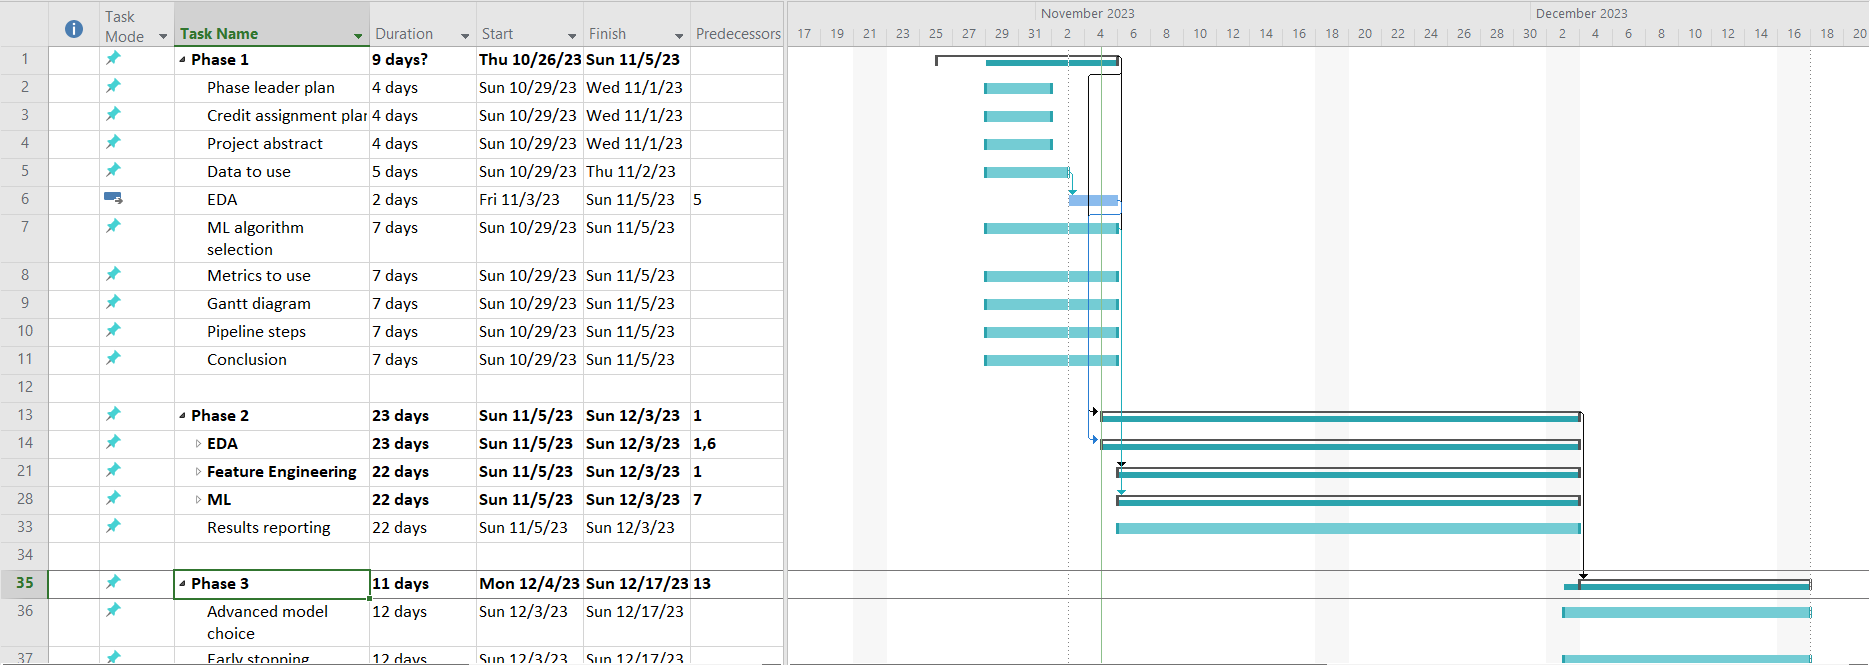 November 2023 December 2023
Task Mode Task Name Duration Start Finish Predecessors 17 19 21 23 25 27 29 31 2 4 6 8 10 12 14 16 18 20 22 24 26 28 30 2 4 6 8 10 12 14 16 18 20
1 Phase 1 9 days? Thu 10/26/23 Sun 11/5/23
2 Phase leader plan 4 days Sun 10/29/23 Wed 11/1/23
3 Credit assignment plan 4 days Sun 10/29/23 Wed 11/1/23
4 Project abstract 4 days Sun 10/29/23 Wed 11/1/23
5 Data to use 5 days Sun 10/29/23 Thu 11/2/23
6 EDA 2 days Fri 11/3/23 Sun 11/5/23 5
7 ML algorithm 7 days Sun 10/29/23 Sun 11/5/23
selection
8 Metrics to use 7 days Sun 10/29/23 Sun 11/5/23
9 Gantt diagram 7 days Sun 10/29/23 Sun 11/5/23
10 Pipeline steps 7 days Sun 10/29/23 Sun 11/5/23
11 Conclusion 7 days Sun 10/29/23 Sun 11/5/23
12
13 Phase 2 23 days Sun 11/5/23 Sun 12/3/23 1
14 EDA 23 days Sun 11/5/23 Sun 12/3/23 1,6
21 Feature Engineering 22 days Sun 11/5/23 Sun 12/3/23 1
28 ML 22 days Sun 11/5/23 Sun 12/3/23 7
33 Results reporting 22 days Sun 11/5/23 Sun 12/3/23
34
35 Phase 3 11 days Mon 12/4/23 Sun 12/17/23 13
36 Advanced model 12 days Sun 12/3/23 Sun 12/17/23
choice
37 Early stopping 12 days Sun 12/3/23 Sun 12/17/23